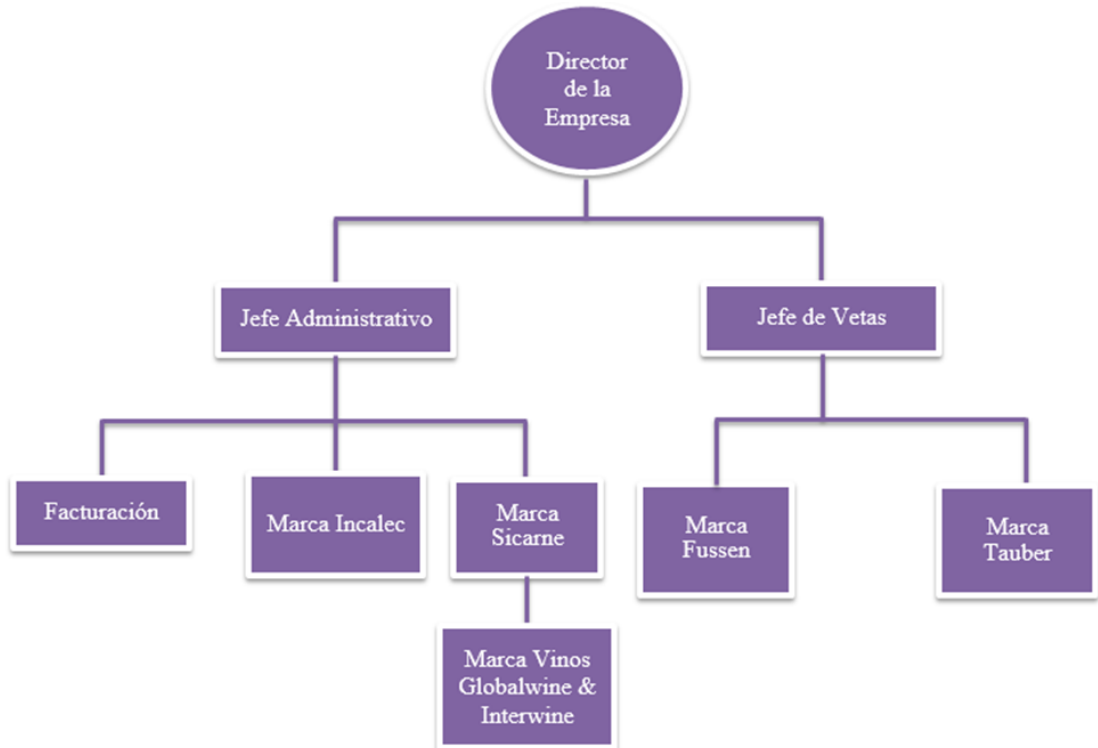 Director
de la
Empresa
Jefe Administrativo
Jefe de Vetas
Facturación
Marca Incalec
Marca
Sicarne
Marca
Fussen
Marca
Tauber
Marca Vinos
Globalwine &
Interwine